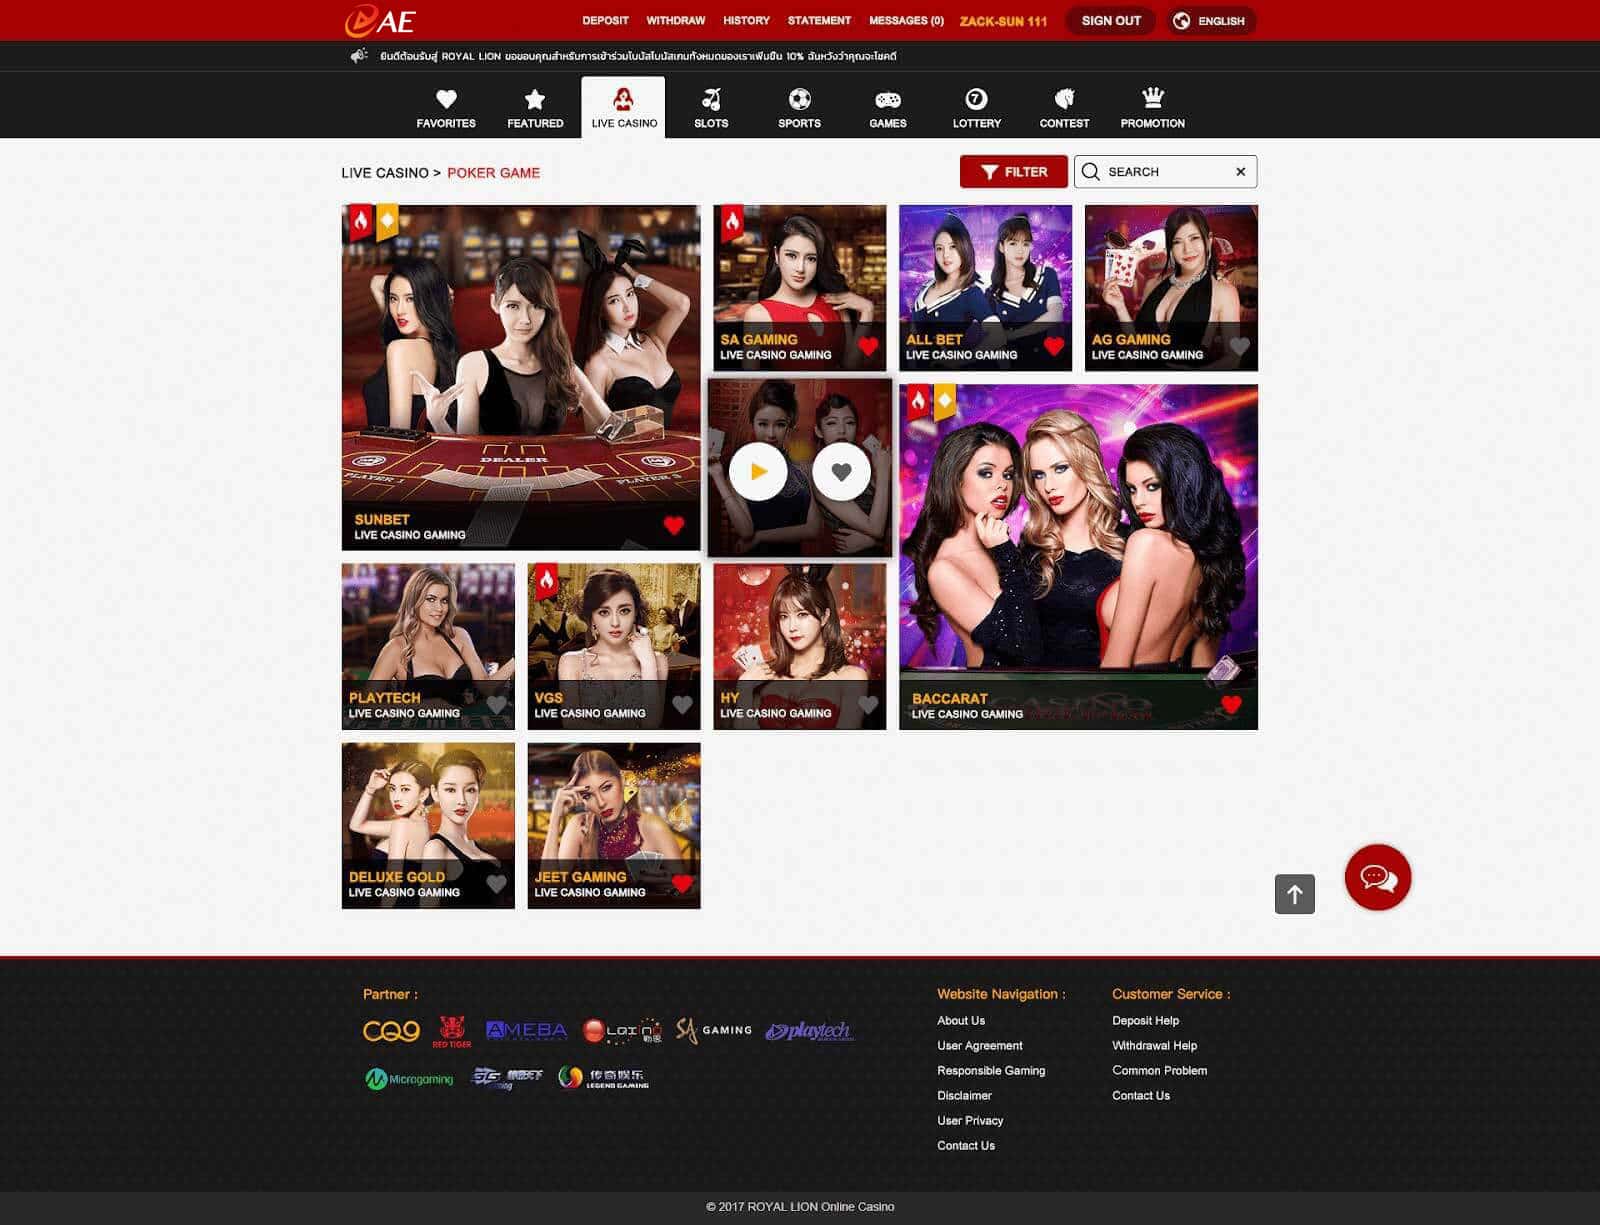 AE
DEPOSIT WITHDRAW HISTORY STATEMENT MESSAGES (0) ZACK-SUN 111 SIGN OUT ENGLISH
ยินดีต้อนรับสู่ ROYAL LION ขอขอบคุณสำหรับการเข้าร่วมโบนัสโบนัสเกมทั้งหมดของเราเพิ่มขึ้น 10% ฉันหวังว่าคุณจะโชคดี
FAVORITES FEATURED LIVE CASINO SLOTS SPORTS GAMES LOTTERY CONTEST PROMOTION
LIVE CASINO > POKER GAME
FILTER
SEARCH
DEALER
PLAYER 1
PLAYER 3
SUNBET
LIVE CASINO GAMING
SA GAMING
LIVE CASINO GAMING
ALL BET
LIVE CASINO GAMING
AG GAMING
LIVE CASINO GAMING
PLAYTECH
LIVE CASINO GAMING
VGS
LIVE CASINO GAMING
HY
LIVE CASINO GAMING
BACCARAT
LIVE CASINO GAMING
DELUXE GOLD
LIVE CASINO GAMING
JEET GAMING
LIVE CASINO GAMING
Partner :
CQ9 RED TIGER AMEBA SA GAMING playtech
Microgaming SG 传奇娱乐
LEGEND GAMING
Website Navigation :
About Us
User Agreement
Responsible Gaming
Disclaimer
User Privacy
Contact Us
Customer Service :
Deposit Help
Withdrawal Help
Common Problem
Contact Us
© 2017 ROYAL LION Online Casino